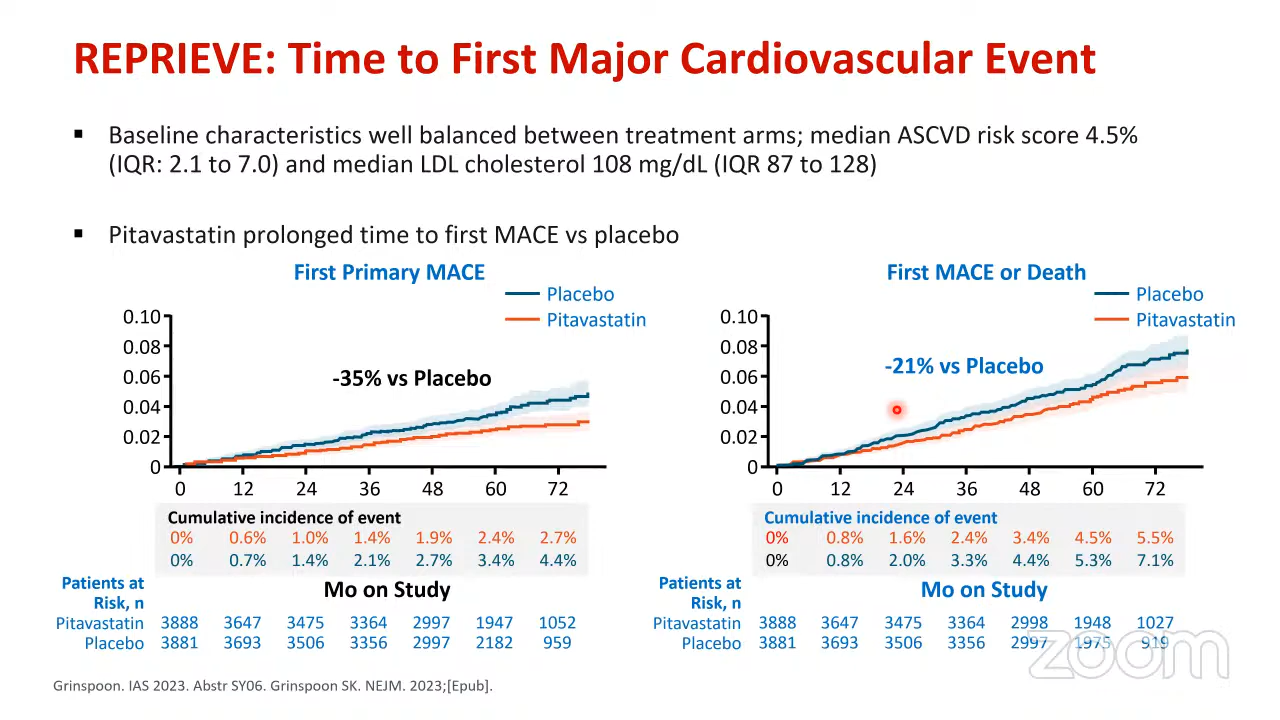 REPRIEVE: Time to First Major Cardiovascular Event
▪ Baseline characteristics well balanced between treatment arms; median ASCVD risk score 4.5%
(IQR: 2.1 to 7.0) and median LDL cholesterol 108 mg/dL (IQR 87 to 128)
▪ Pitavastatin prolonged time to first MACE vs placebo
First Primary MACE
Placebo
Pitavastatin
0.10
0.08
0.06
0.04
0.02
0
-35% vs Placebo
0 12 24 36 48 60 72
Cumulative incidence of event
0% 0.6% 1.0% 1.4% 1.9% 2.4% 2.7%
0% 0.7% 1.4% 2.1% 2.7% 3.4% 4.4%
Mo on Study
Patients at
Risk, n
Pitavastatin 3888 3647 3475 3364 2997 1947 1052
Placebo 3881 3693 3506 3356 2997 2182 959
First MACE or Death
Placebo
Pitavastatin
0.10
0.08
0.06
0.04
0.02
0
-21% vs Placebo
0 12 24 36 48 60 72
Cumulative incidence of event
0% 0.8% 1.6% 2.4% 3.4% 4.5% 5.5%
0% 0.8% 2.0% 3.3% 4.4% 5.3% 7.1%
Mo on Study
Patients at
Risk, n
Pitavastatin 3888 3647 3475 3364 2998 1948 1027
Placebo 3881 3693 3506 3356 2997 1975 919
zoom
Grinspoon. IAS 2023. Abstr SY06. Grinspoon SK. NEJM. 2023;[Epub].